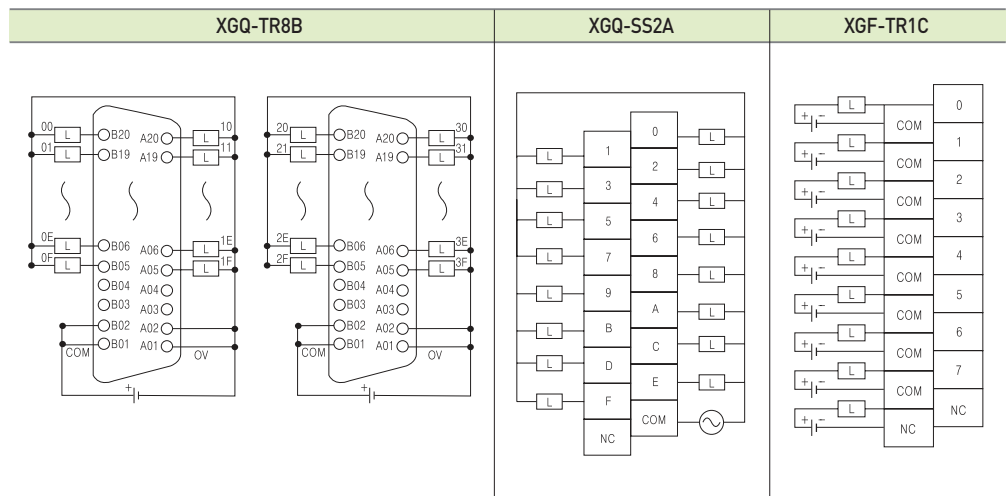 XGQ-TR8B
XGQ-SS2A
XGF-TR1C
00 L B20 A20 L 10
01 L B19 A19 L 11
0E L B06 A06 L 1E
0F L B05 A05 L 1F
B04 A04
B03 A03
B02 A02
COM B01 A01 0V
+
20 L B20 A20 L 30
21 L B19 A19 L 31
2E L B06 A06 L 3E
2F L B05 A05 L 3F
B04 A04
B03 A03
B02 A02
COM B01 A01 0V
+
0 L
L 1
2 L
L 3
4 L
L 5
6 L
L 7
8 L
L 9
A L
L B
C L
L D
E L
L F
COM
NC
L 0
+ − COM
L 1
+ − COM
L 2
+ − COM
L 3
+ − COM
L 4
+ − COM
L 5
+ − COM
L 6
+ − COM
L 7
+ − COM
L NC
+ − NC